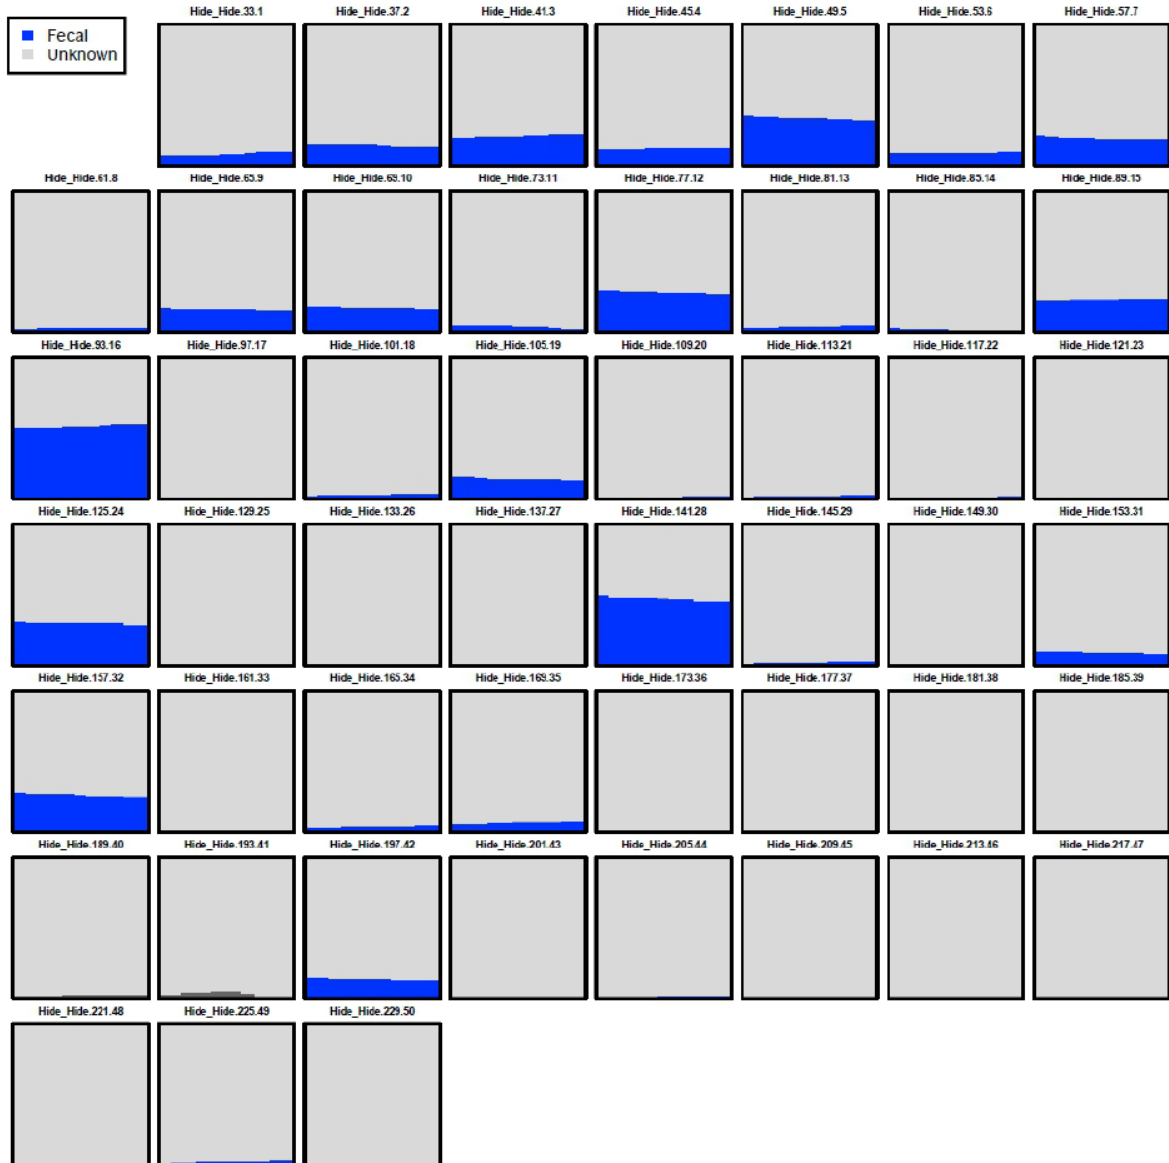 Hide_Hide.33.1 Hide_Hide.37.2 Hide_Hide.41.3 Hide_Hide.45.4 Hide_Hide.49.5 Hide_Hide.53.6 Hide_Hide.57.7
Fecal
Unknown
Hide_Hide.61.8 Hide_Hide.65.9 Hide_Hide.69.10 Hide_Hide.73.11 Hide_Hide.77.12 Hide_Hide.81.13 Hide_Hide.85.14 Hide_Hide.89.15
Hide_Hide.93.16 Hide_Hide.97.17 Hide_Hide.101.18 Hide_Hide.105.19 Hide_Hide.109.20 Hide_Hide.113.21 Hide_Hide.117.22 Hide_Hide.121.23
Hide_Hide.125.24 Hide_Hide.129.25 Hide_Hide.133.26 Hide_Hide.137.27 Hide_Hide.141.28 Hide_Hide.145.29 Hide_Hide.149.30 Hide_Hide.153.31
Hide_Hide.157.32 Hide_Hide.161.33 Hide_Hide.165.34 Hide_Hide.169.35 Hide_Hide.173.36 Hide_Hide.177.37 Hide_Hide.181.38 Hide_Hide.185.39
Hide_Hide.189.40 Hide_Hide.193.41 Hide_Hide.197.42 Hide_Hide.201.43 Hide_Hide.205.44 Hide_Hide.209.45 Hide_Hide.213.46 Hide_Hide.217.47
Hide_Hide.221.48 Hide_Hide.225.49 Hide_Hide.229.50